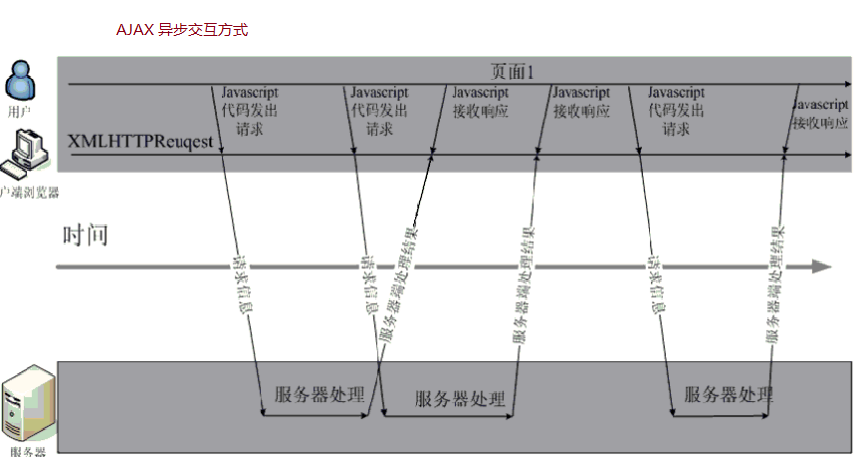 AJAX 异步交互方式
页面1
用户
Javascript
代码发出
请求
Javascript
代码发出
请求
Javascript
接收响应
Javascript
接收响应
Javascript
代码发出
请求
Javascript
接收响应
XMLHTTPReuqest
户端浏览器
时间
请求信息
服务器端处理结果
请求信息
服务器端处理结果
请求信息
服务器端处理结果
服务器处理
服务器处理
服务器处理
服务器